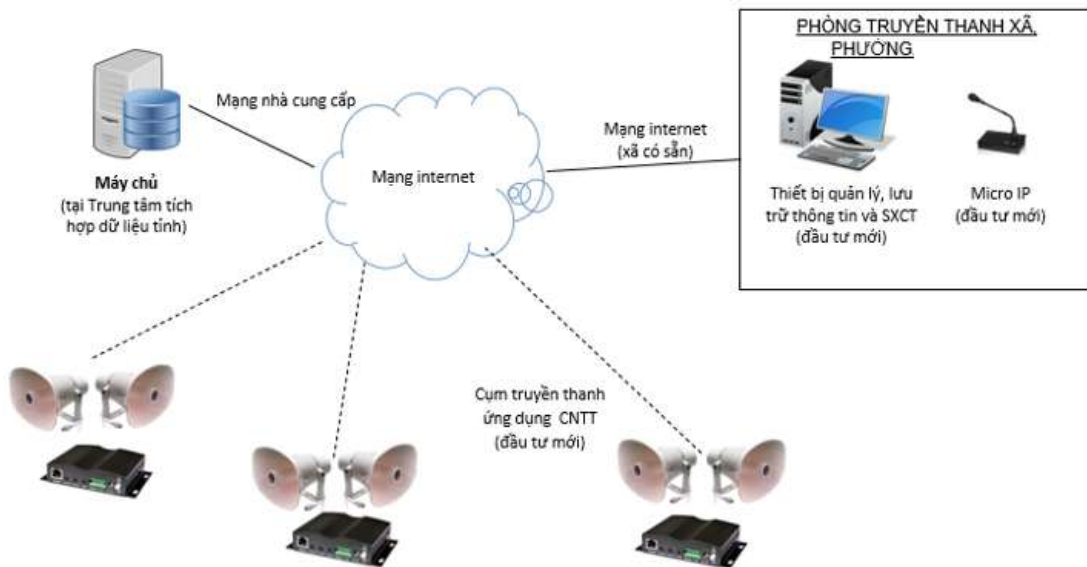 PHÒNG TRUYỀN THANH XÃ,
PHƯỜNG
Mạng nhà cung cấp
Mạng internet
(xã có sẵn)
Mạng internet
Máy chủ
(tại Trung tâm tích
hợp dữ liệu tỉnh)
Thiết bị quản lý, lưu
trữ thông tin và SXCT
(đầu tư mới)
Micro IP
(đầu tư mới)
Cụm truyền thanh
ứng dụng CNTT
(đầu tư mới)